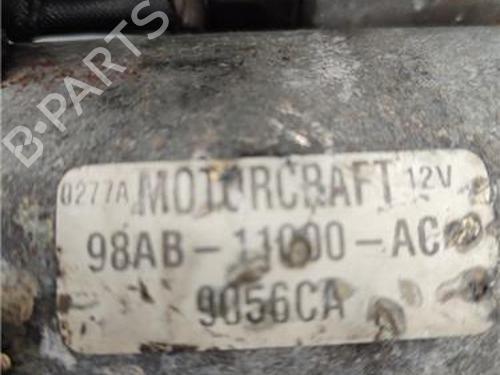 B-PARTS
0277A MOTORCRAFT 12V
98AB-11000-AC
9056CA